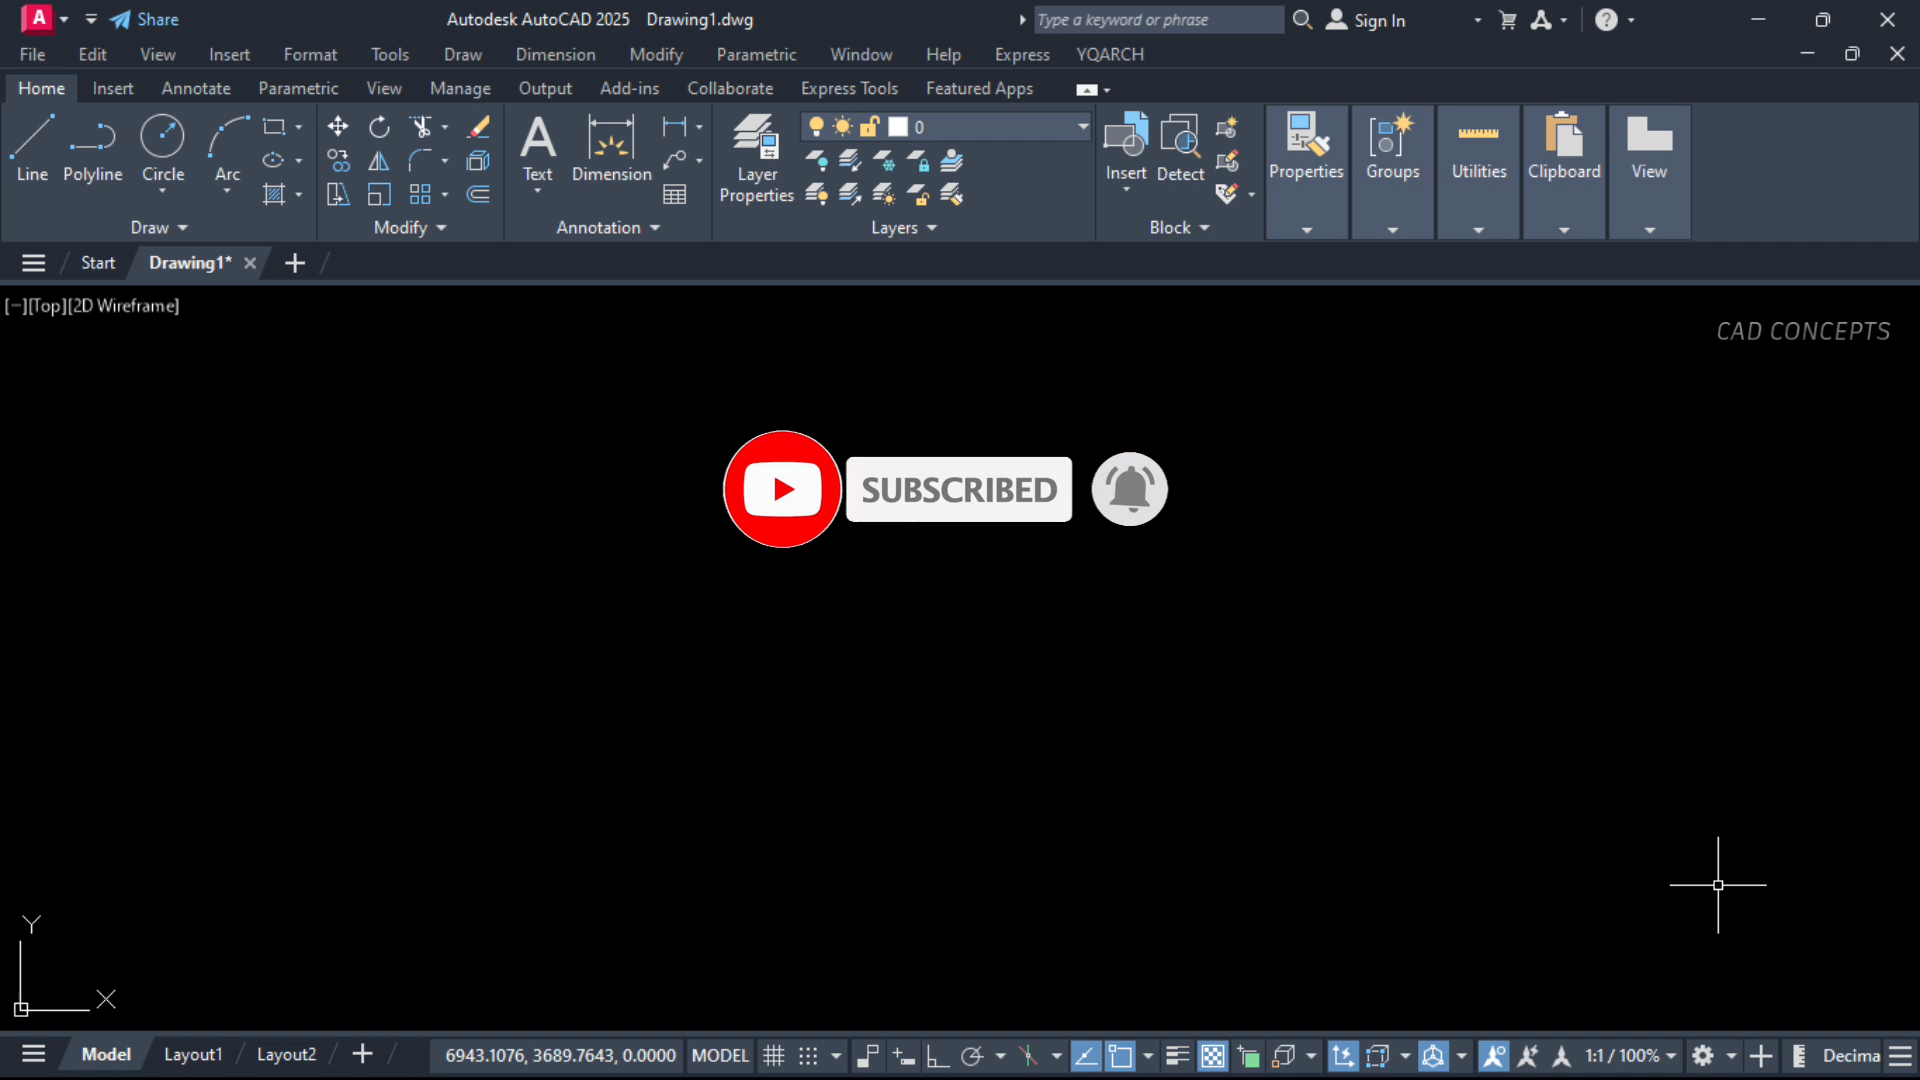 A Share Autodesk AutoCAD 2025 Drawing1.dwg Type a keyword or phrase Sign In
File Edit View Insert Format Tools Draw Dimension Modify Parametric Window Help Express YQARCH
Home Insert Annotate Parametric View Manage Output Add-ins Collaborate Express Tools Featured Apps
0
Line Polyline Circle Arc Text Dimension Layer Properties Insert Detect Properties Groups Utilities Clipboard View
Draw Modify Annotation Layers Block
Start Drawing1*
[−][Top][2D Wireframe]
CAD CONCEPTS
SUBSCRIBED
Y
X
Model Layout1 Layout2 6943.1076, 3689.7643, 0.0000 MODEL 1:1 / 100% Decima